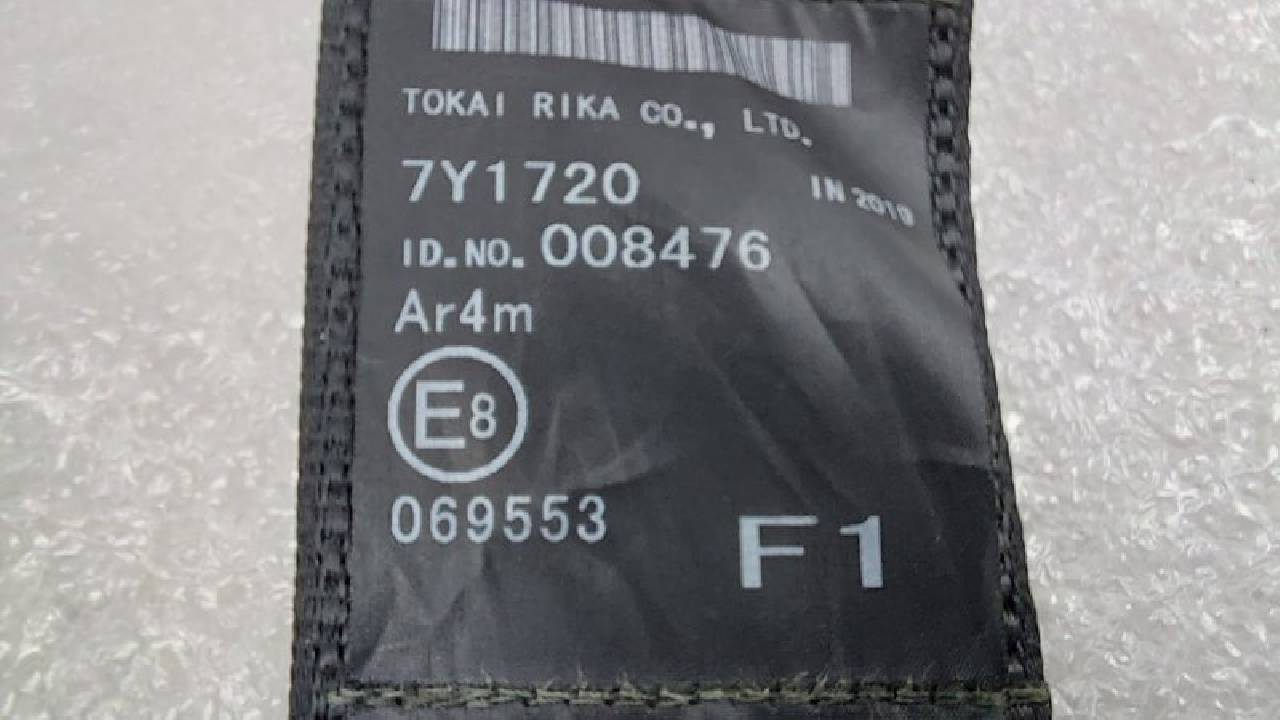 TOKAI RIKA CO., LTD.
7Y1720 IN 2019
ID.NO. 008476
Ar4m
E8
069553
F1